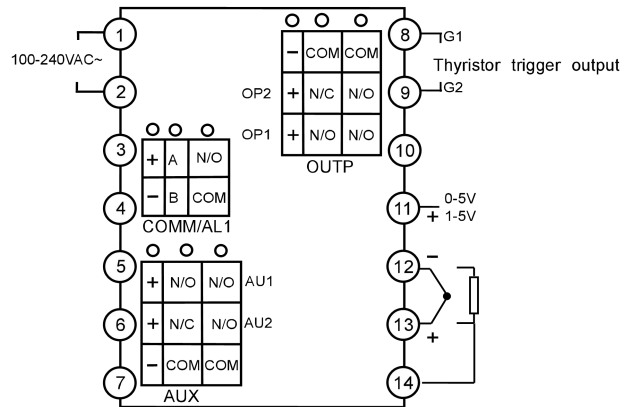 1
100-240VAC~
2
3
4
5
6
7
8
G1
Thyristor trigger output
9
G2
10
11
0-5V
+ 1-5V
12
−
13
+
14
− COM COM
OP2 + N/C N/O
OP1 + N/O N/O
OUTP
+ A N/O
− B COM
COMM/AL1
+ N/O N/O AU1
+ N/C N/O AU2
− COM COM
AUX